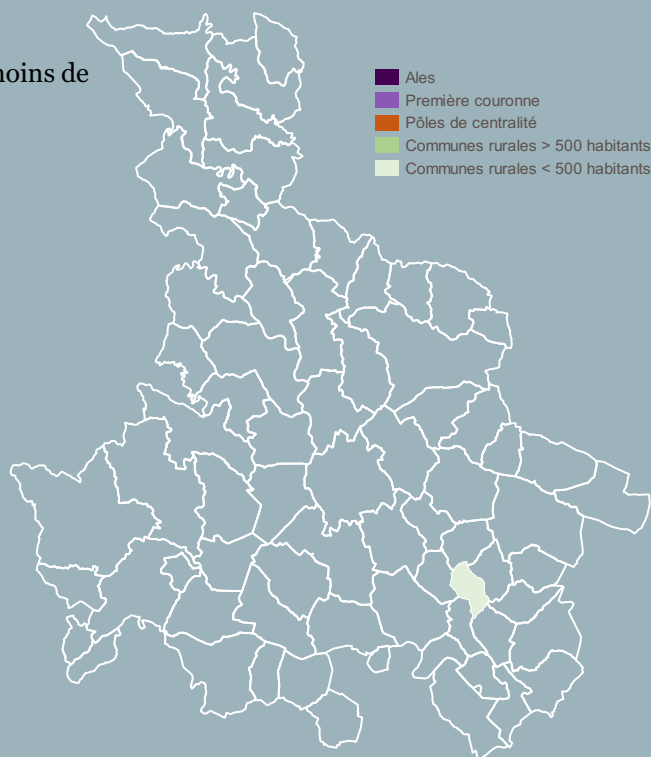 moins de
Ales
Première couronne
Pôles de centralité
Communes rurales > 500 habitants
Communes rurales < 500 habitants